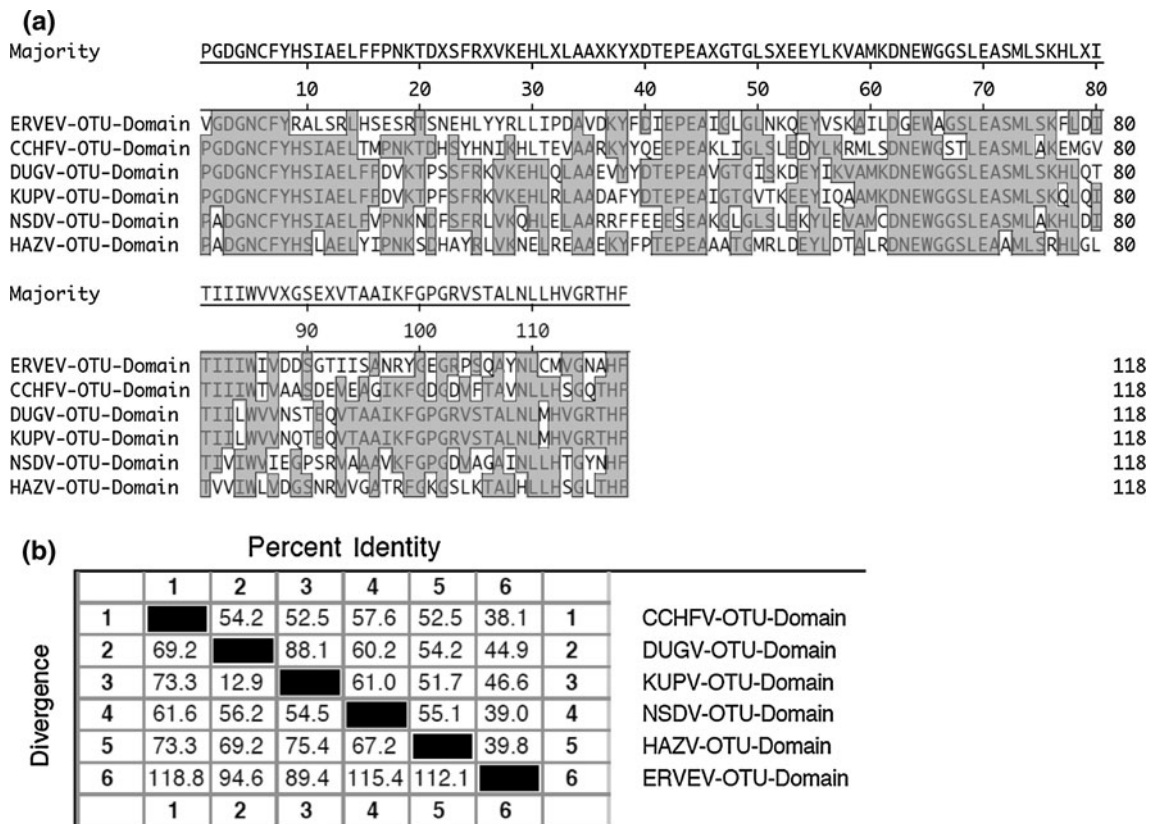 (a)
Majority PGDGNCFYHSIAELFFPNKTDXSFRXVKEHLXLAAXKYXDTEPEAXGTGLSXEEYLKVAMKDNEWGGSLEASMLSKHLXI
10 20 30 40 50 60 70 80
ERVEV-OTU-Domain VGDGNCFYRALSRLHSESRTSNEHLYYRLLIPDAVDKYFDIEPEAIGLGLNKQEYVSKAILDGEWAGSLEASMLSKFLDI 80
CCHFV-OTU-Domain PGDGNCFYHSIAELTMPNKTDHSYHNIKHLTEVAARKYYQEEPEAKLIGLSLEDYLKRMLSDNEWGSTLEASMLAKEMGV 80
DUGV-OTU-Domain PGDGNCFYHSIAELFFDVKTPSSFRKVKEHLQLAAEVYYDTEPEAVGTGISKDEYIKVAMKDNEWGGSLEASMLSKHLQT 80
KUPV-OTU-Domain PGDGNCFYHSIAELFFDVKTPSSFRKVKEHLQLAADAFYDTEPEAIGTGVTKEEYIQAAMKDNEWGGSLEASMLSKQLQI 80
NSDV-OTU-Domain PADGNCFYHSIAELFVPNKNDFSFRLVKQHLELAARRFFEEESEAKGLGLSLEKYLEVAMCDNEWGGSLEASMLAKHLDI 80
HAZV-OTU-Domain PADGNCFYHSLAELYIPNKSDHAYRLVKNELREAAEKYFPTEPEAAATGMRLDEYLDTALRDNEWGGSLEAAMLSRHLGL 80
Majority TIIIWVVXGSEXVTAAIKFGPGRVSTALNLLHVGRTHF
90 100 110
ERVEV-OTU-Domain TIIIWIVDDSGTIISANRYGEGRPSQAYNLCMVGNAHF 118
CCHFV-OTU-Domain TIIIWTVAASDEVEAGIKFGDGDVFTAVNLLHSGQTHF 118
DUGV-OTU-Domain TIILWVVNSTEQVTAAIKFGPGRVSTALNLMHVGRTHF 118
KUPV-OTU-Domain TIILWVVNQTEQVTAAIKFGPGRVSTALNLMHVGRTHF 118
NSDV-OTU-Domain TIVIWVIEGPSRVAAAVKFGPGDVAGAINLLHTGYNHF 118
HAZV-OTU-Domain TVVIWLVDGSNRVVGATRFGKGSLKTALHLLHSGLTHF 118
(b)
Percent Identity
Divergence
1 2 3 4 5 6
1 54.2 52.5 57.6 52.5 38.1 1 CCHFV-OTU-Domain
2 69.2 88.1 60.2 54.2 44.9 2 DUGV-OTU-Domain
3 73.3 12.9 61.0 51.7 46.6 3 KUPV-OTU-Domain
4 61.6 56.2 54.5 55.1 39.0 4 NSDV-OTU-Domain
5 73.3 69.2 75.4 67.2 39.8 5 HAZV-OTU-Domain
6 118.8 94.6 89.4 115.4 112.1 6 ERVEV-OTU-Domain
1 2 3 4 5 6